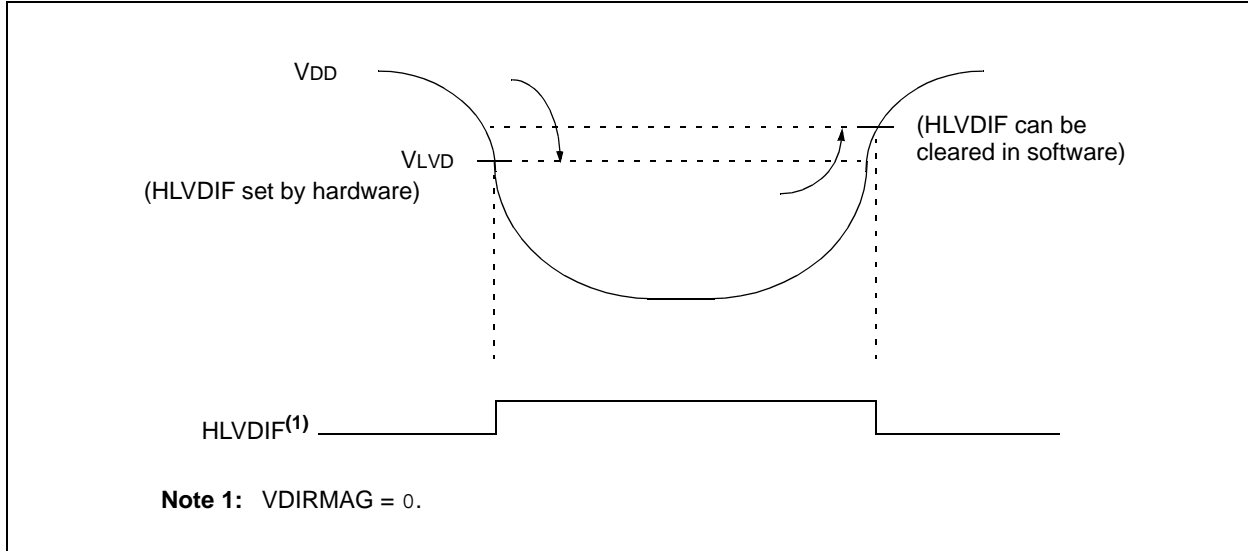 VDD
(HLVDIF can be
cleared in software)
VLVD
(HLVDIF set by hardware)
HLVDIF(1)
Note 1: VDIRMAG = 0.